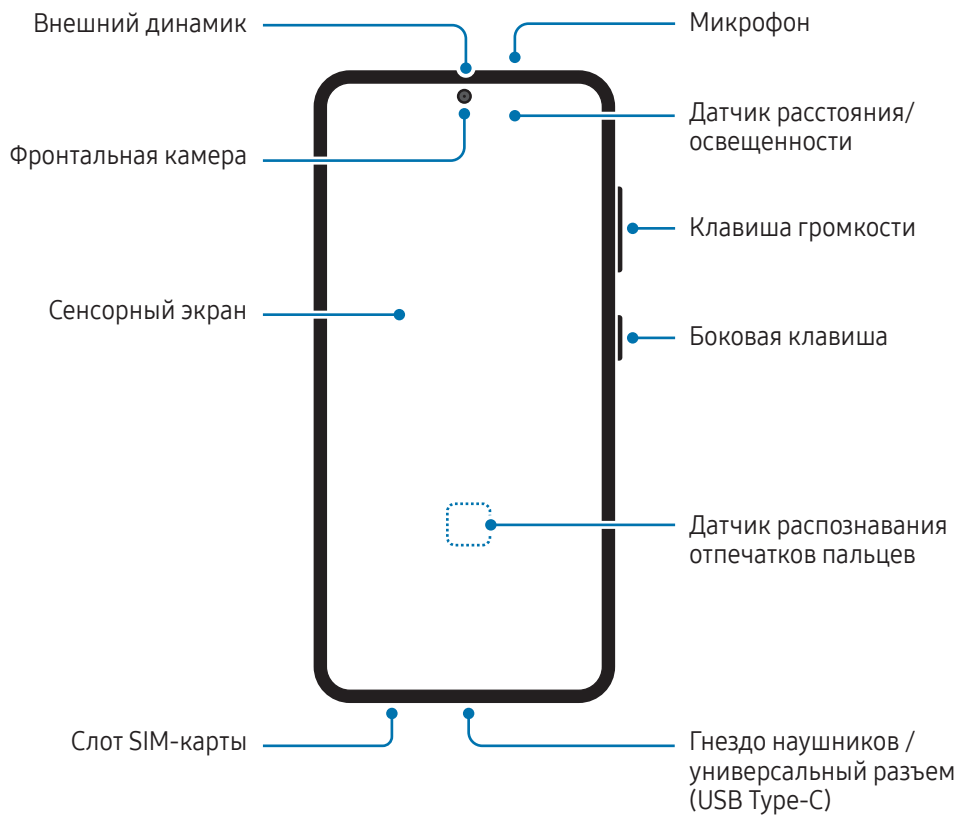 Внешний динамик
Микрофон
Датчик расстояния/
освещенности
Фронтальная камера
Клавиша громкости
Сенсорный экран
Боковая клавиша
Датчик распознавания
отпечатков пальцев
Слот SIM-карты
Гнездо наушников /
универсальный разъем
(USB Type-C)